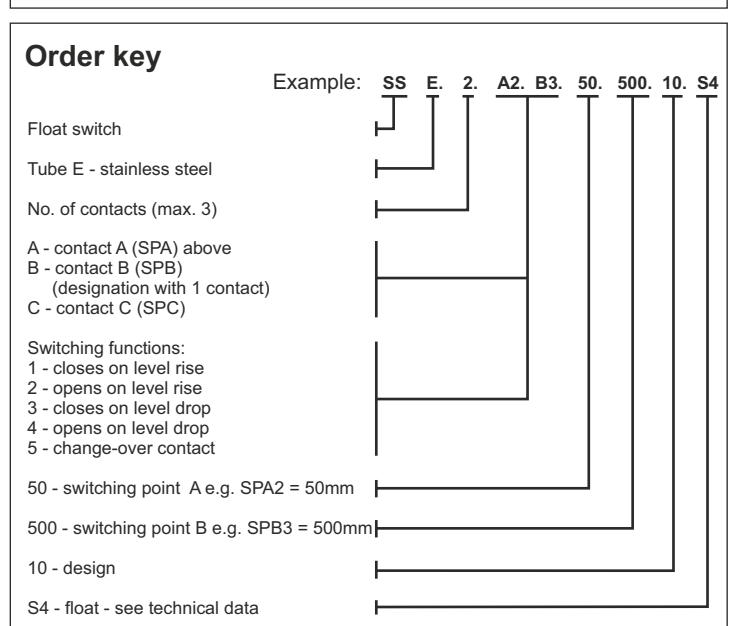 Order key
Example: SS E. 2. A2. B3. 50. 500. 10. S4
Float switch
Tube E - stainless steel
No. of contacts (max. 3)
A - contact A (SPA) above
B - contact B (SPB)
(designation with 1 contact)
C - contact C (SPC)
Switching functions:
1 - closes on level rise
2 - opens on level rise
3 - closes on level drop
4 - opens on level drop
5 - change-over contact
50 - switching point A e.g. SPA2 = 50mm
500 - switching point B e.g. SPB3 = 500mm
10 - design
S4 - float - see technical data